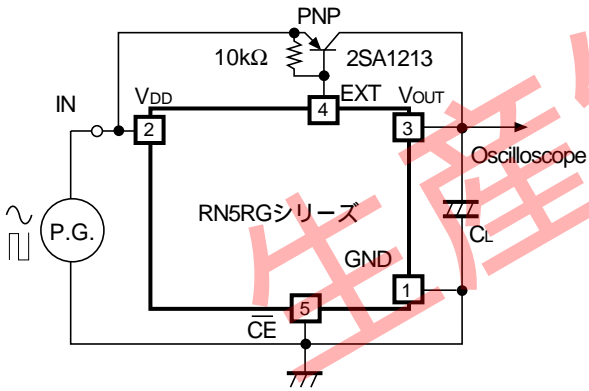 PNP
10kΩ
2SA1213
IN
VDD
EXT
VOUT
4
2
3
Oscilloscope
RN5RGシリーズ
P.G.
CL
GND
1
5
CE
生産